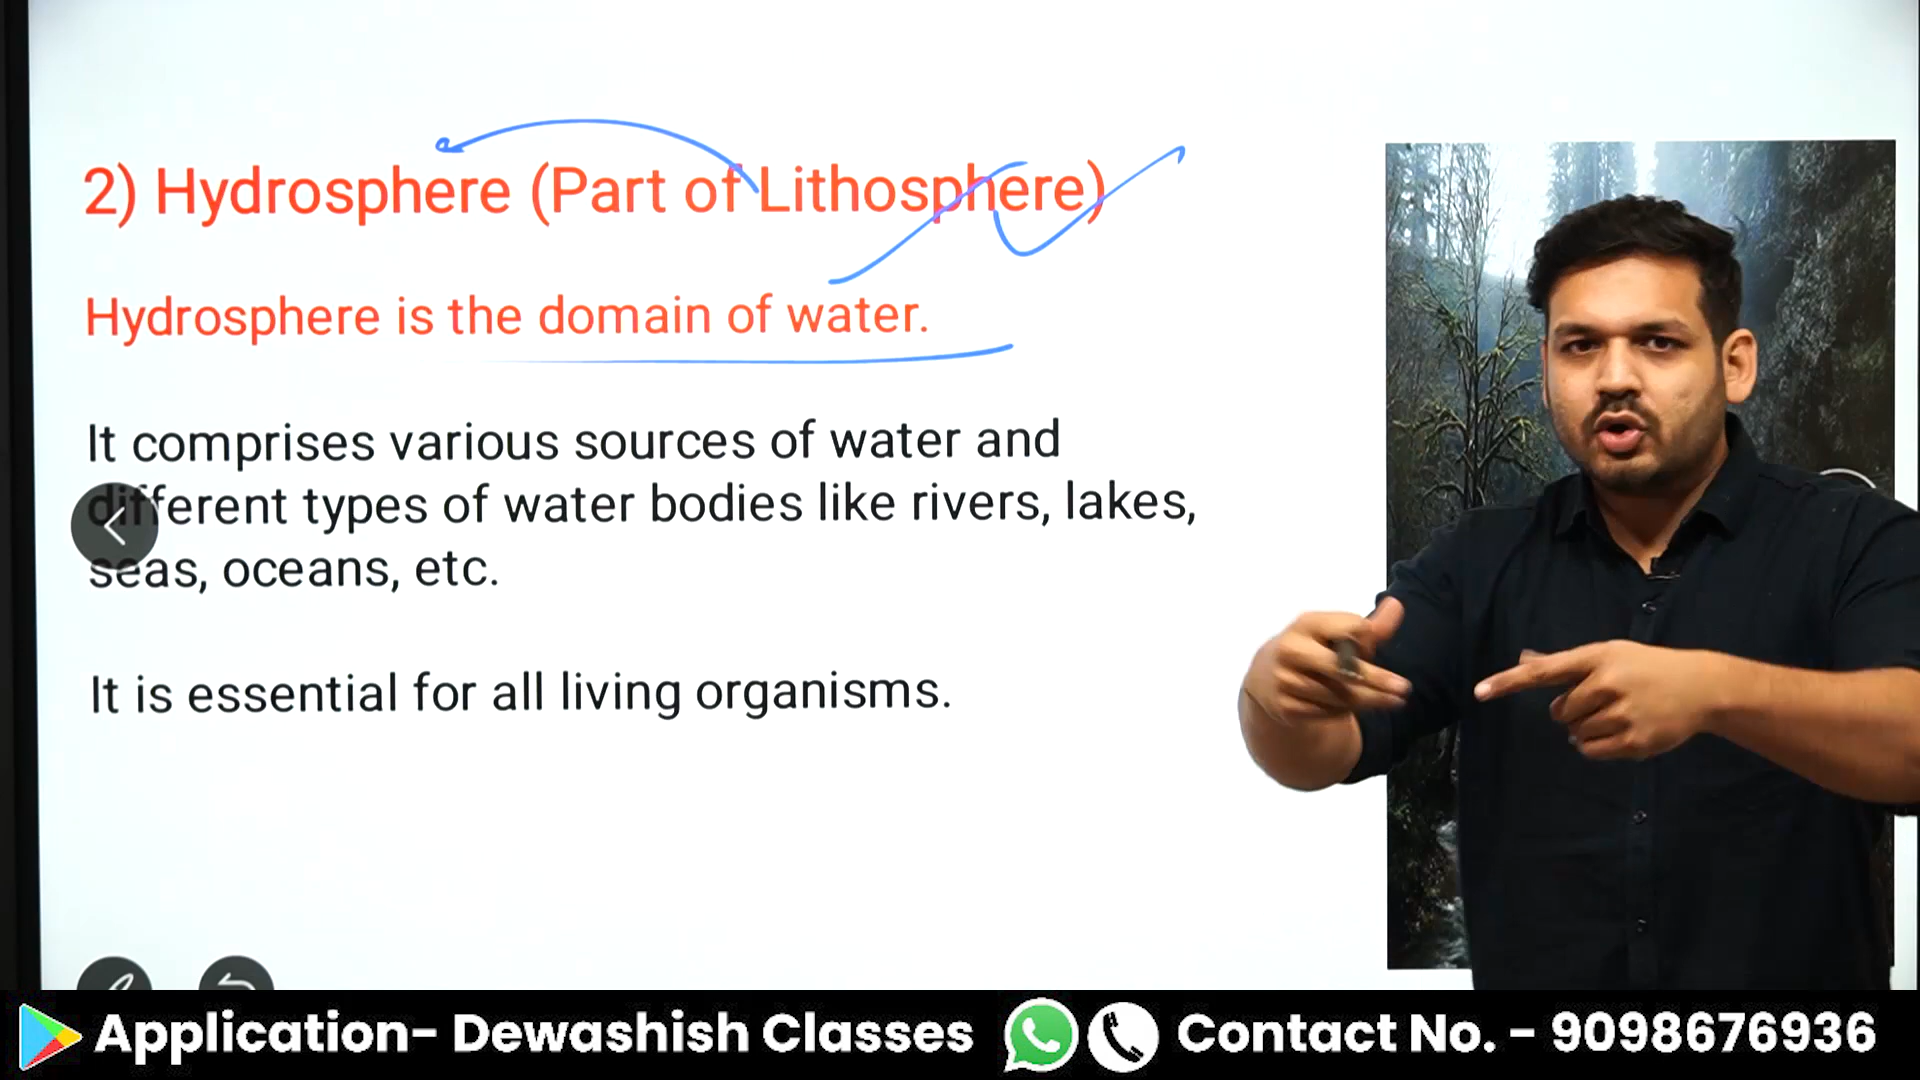 2) Hydrosphere (Part of Lithosphere)
Hydrosphere is the domain of water.
It comprises various sources of water and
different types of water bodies like rivers, lakes,
seas, oceans, etc.
It is essential for all living organisms.
Application- Dewashish Classes
Contact No. - 9098676936